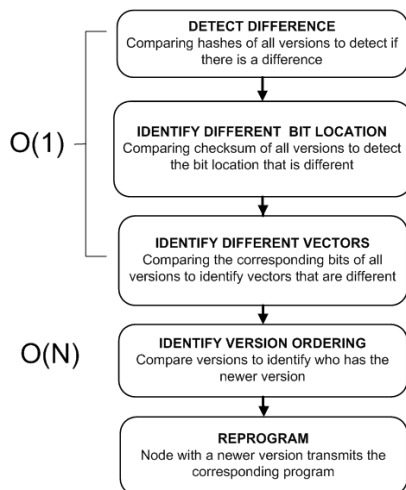 DETECT DIFFERENCE
Comparing hashes of all versions to detect if
there is a difference
O(1)
IDENTIFY DIFFERENT BIT LOCATION
Comparing checksum of all versions to detect
the bit location that is different
IDENTIFY DIFFERENT VECTORS
Comparing the corresponding bits of all
versions to identify vectors that are different
O(N)
IDENTIFY VERSION ORDERING
Compare versions to identify who has the
newer version
REPROGRAM
Node with a newer version transmits the
corresponding program